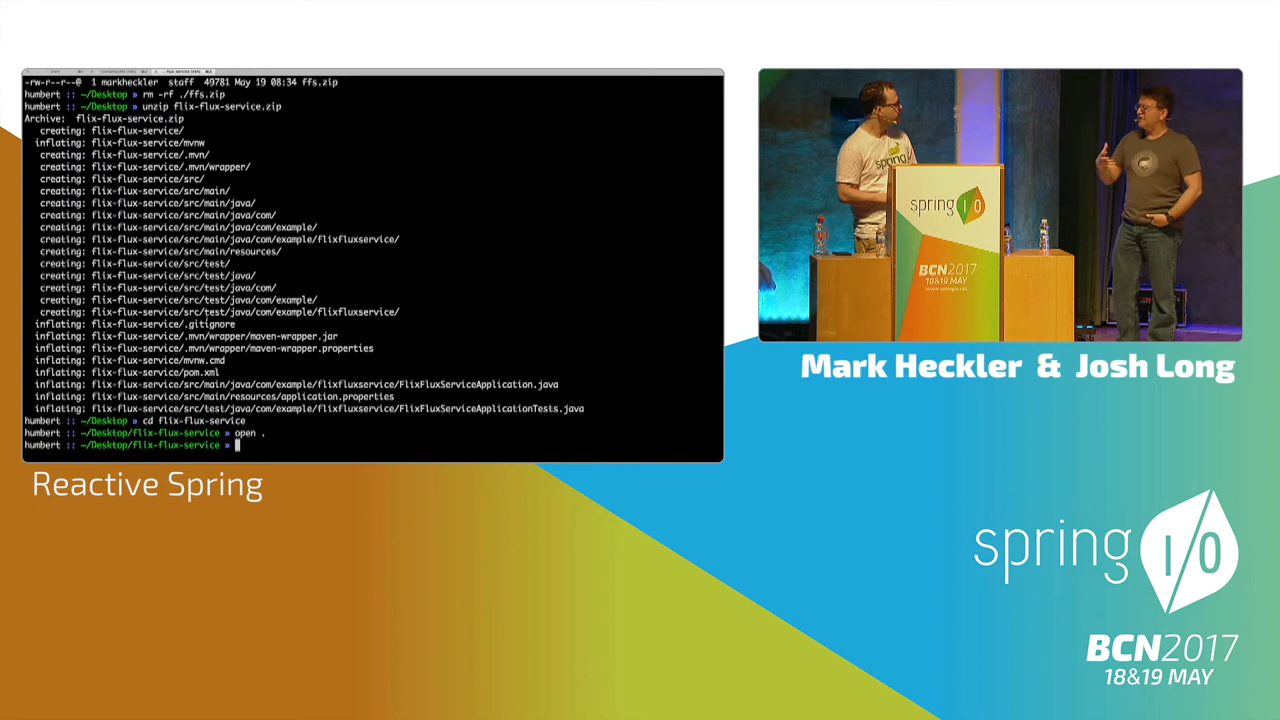 -rw-r--r--@ 1 markheckler staff 49781 May 19 08:34 ffs.zip
humbert :: ~/Desktop » rm -rf ./ffs.zip
humbert :: ~/Desktop » unzip flix-flux-service.zip
Archive: flix-flux-service.zip
creating: flix-flux-service/
inflating: flix-flux-service/mvnw
creating: flix-flux-service/.mvn/
creating: flix-flux-service/.mvn/wrapper/
creating: flix-flux-service/src/
creating: flix-flux-service/src/main/
creating: flix-flux-service/src/main/java/
creating: flix-flux-service/src/main/java/com/
creating: flix-flux-service/src/main/java/com/example/
creating: flix-flux-service/src/main/java/com/example/flixfluxservice/
creating: flix-flux-service/src/main/resources/
creating: flix-flux-service/src/test/
creating: flix-flux-service/src/test/java/
creating: flix-flux-service/src/test/java/com/
creating: flix-flux-service/src/test/java/com/example/
creating: flix-flux-service/src/test/java/com/example/flixfluxservice/
inflating: flix-flux-service/.gitignore
inflating: flix-flux-service/.mvn/wrapper/maven-wrapper.jar
inflating: flix-flux-service/.mvn/wrapper/maven-wrapper.properties
inflating: flix-flux-service/mvnw.cmd
inflating: flix-flux-service/pom.xml
inflating: flix-flux-service/src/main/java/com/example/flixfluxservice/FlixFluxServiceApplication.java
inflating: flix-flux-service/src/main/resources/application.properties
inflating: flix-flux-service/src/test/java/com/example/flixfluxservice/FlixFluxServiceApplicationTests.java
humbert :: ~/Desktop » cd flix-flux-service
humbert :: ~/Desktop/flix-flux-service » open .
humbert :: ~/Desktop/flix-flux-service »
spring
spring I/O
BCN2017
18&19 MAY
www.springio.net
Mark Heckler & Josh Long
Reactive Spring
spring I/O
BCN2017
18&19 MAY